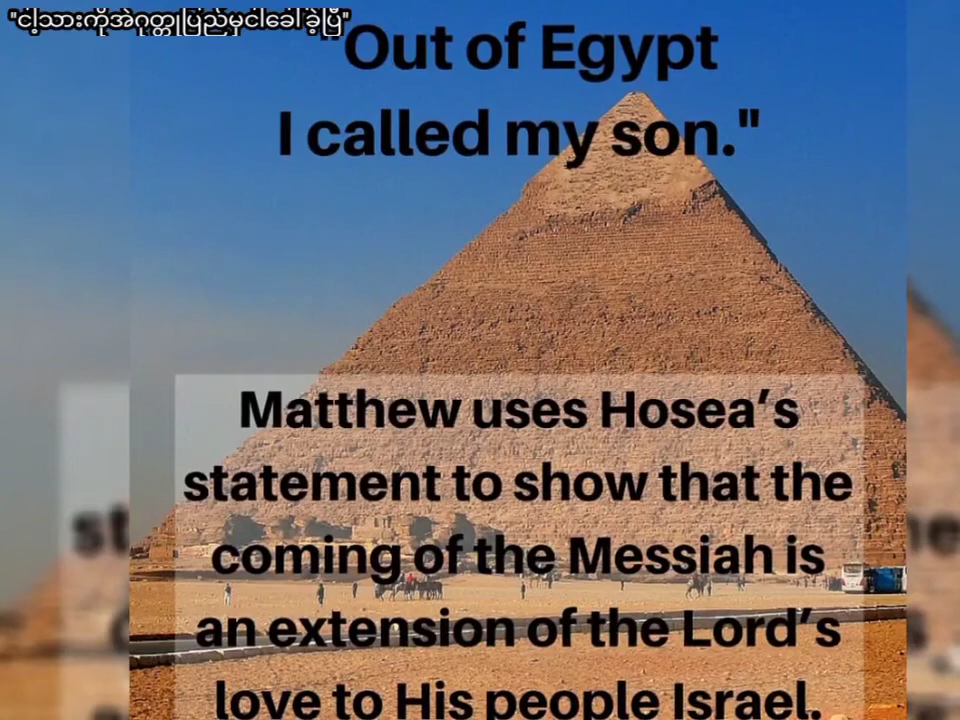 "ငါ့သားကိုအဲဂုတ္တုပြည်မှငါခေါ်ခဲ့ပြီ"
"Out of Egypt
I called my son."
Matthew uses Hosea’s
statement to show that the
coming of the Messiah is
an extension of the Lord’s
love to His people Israel.